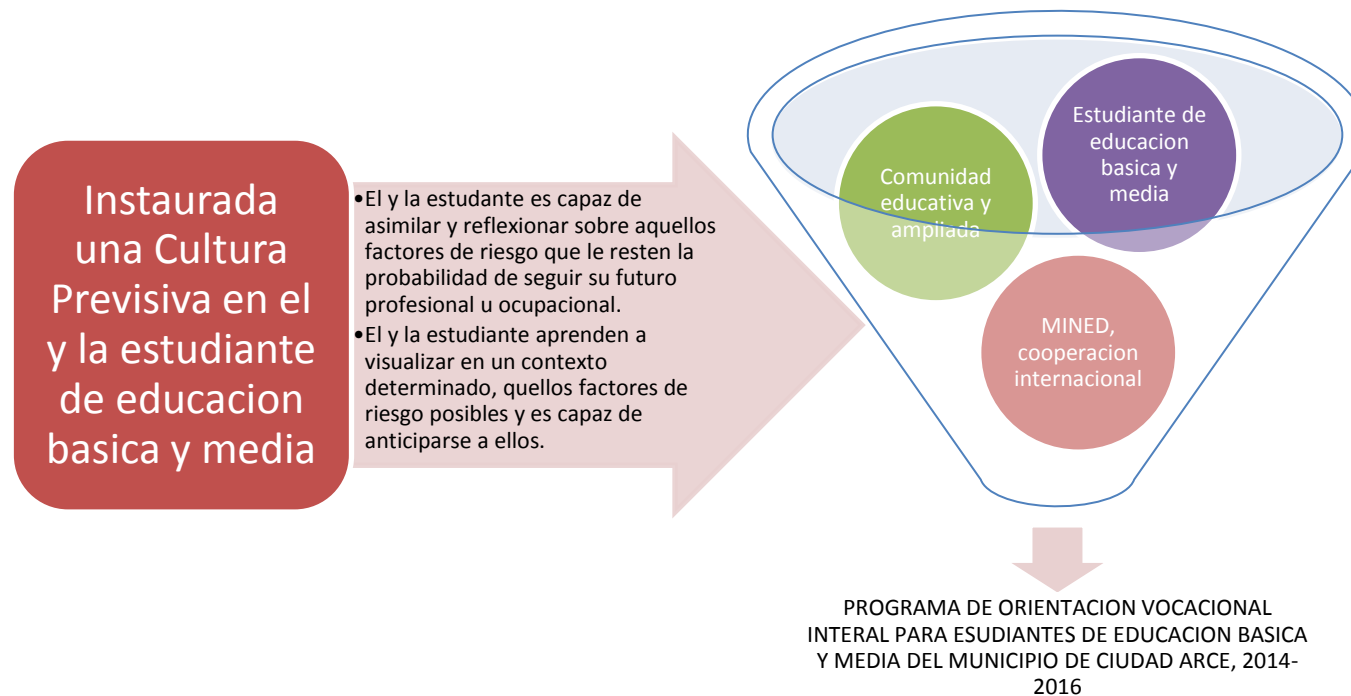 Instaurada
una Cultura
Previsiva en el
y la estudiante
de educacion
basica y media
•El y la estudante es capaz de
asimilar y reflexionar sobre aquellos
factores de riesgo que le resten la
probabilidad de seguir su futuro
profesional u ocupacional.
•El y la estudiante aprenden a
visualizar en un contexto
determinado, quellos factores de
riesgo posibles y es capaz de
anticiparse a ellos.
Comunidad
educativa y
ampliada
Estudiante de
educacion
basica y
media
MINED,
cooperacion
internacional
PROGRAMA DE ORIENTACION VOCACIONAL
INTERAL PARA ESUDIANTES DE EDUCACION BASICA
Y MEDIA DEL MUNICIPIO DE CIUDAD ARCE, 2014-
2016